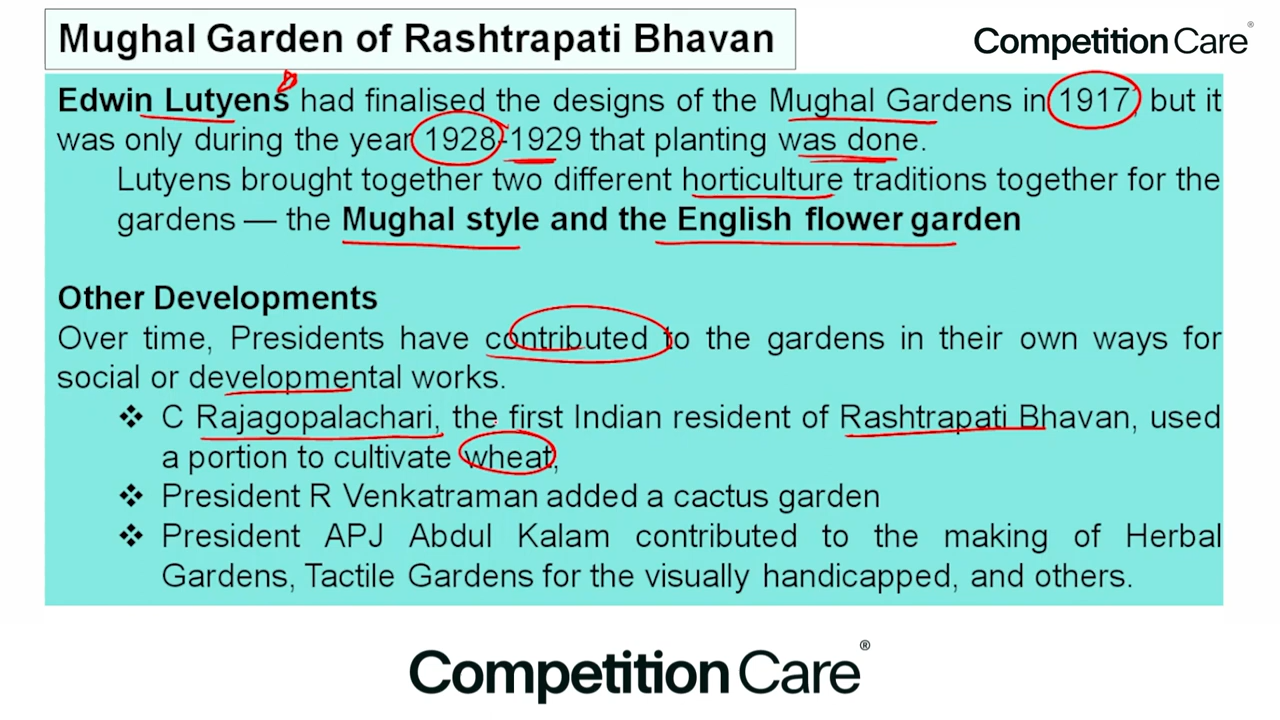 Mughal Garden of Rashtrapati Bhavan
Competition Care®
Edwin Lutyens had finalised the designs of the Mughal Gardens in 1917, but it
was only during the year 1928-1929 that planting was done.
Lutyens brought together two different horticulture traditions together for the
gardens — the Mughal style and the English flower garden
Other Developments
Over time, Presidents have contributed to the gardens in their own ways for
social or developmental works.
❖ C Rajagopalachari, the first Indian resident of Rashtrapati Bhavan, used
a portion to cultivate wheat,
❖ President R Venkatraman added a cactus garden
❖ President APJ Abdul Kalam contributed to the making of Herbal
Gardens, Tactile Gardens for the visually handicapped, and others.
Competition Care®